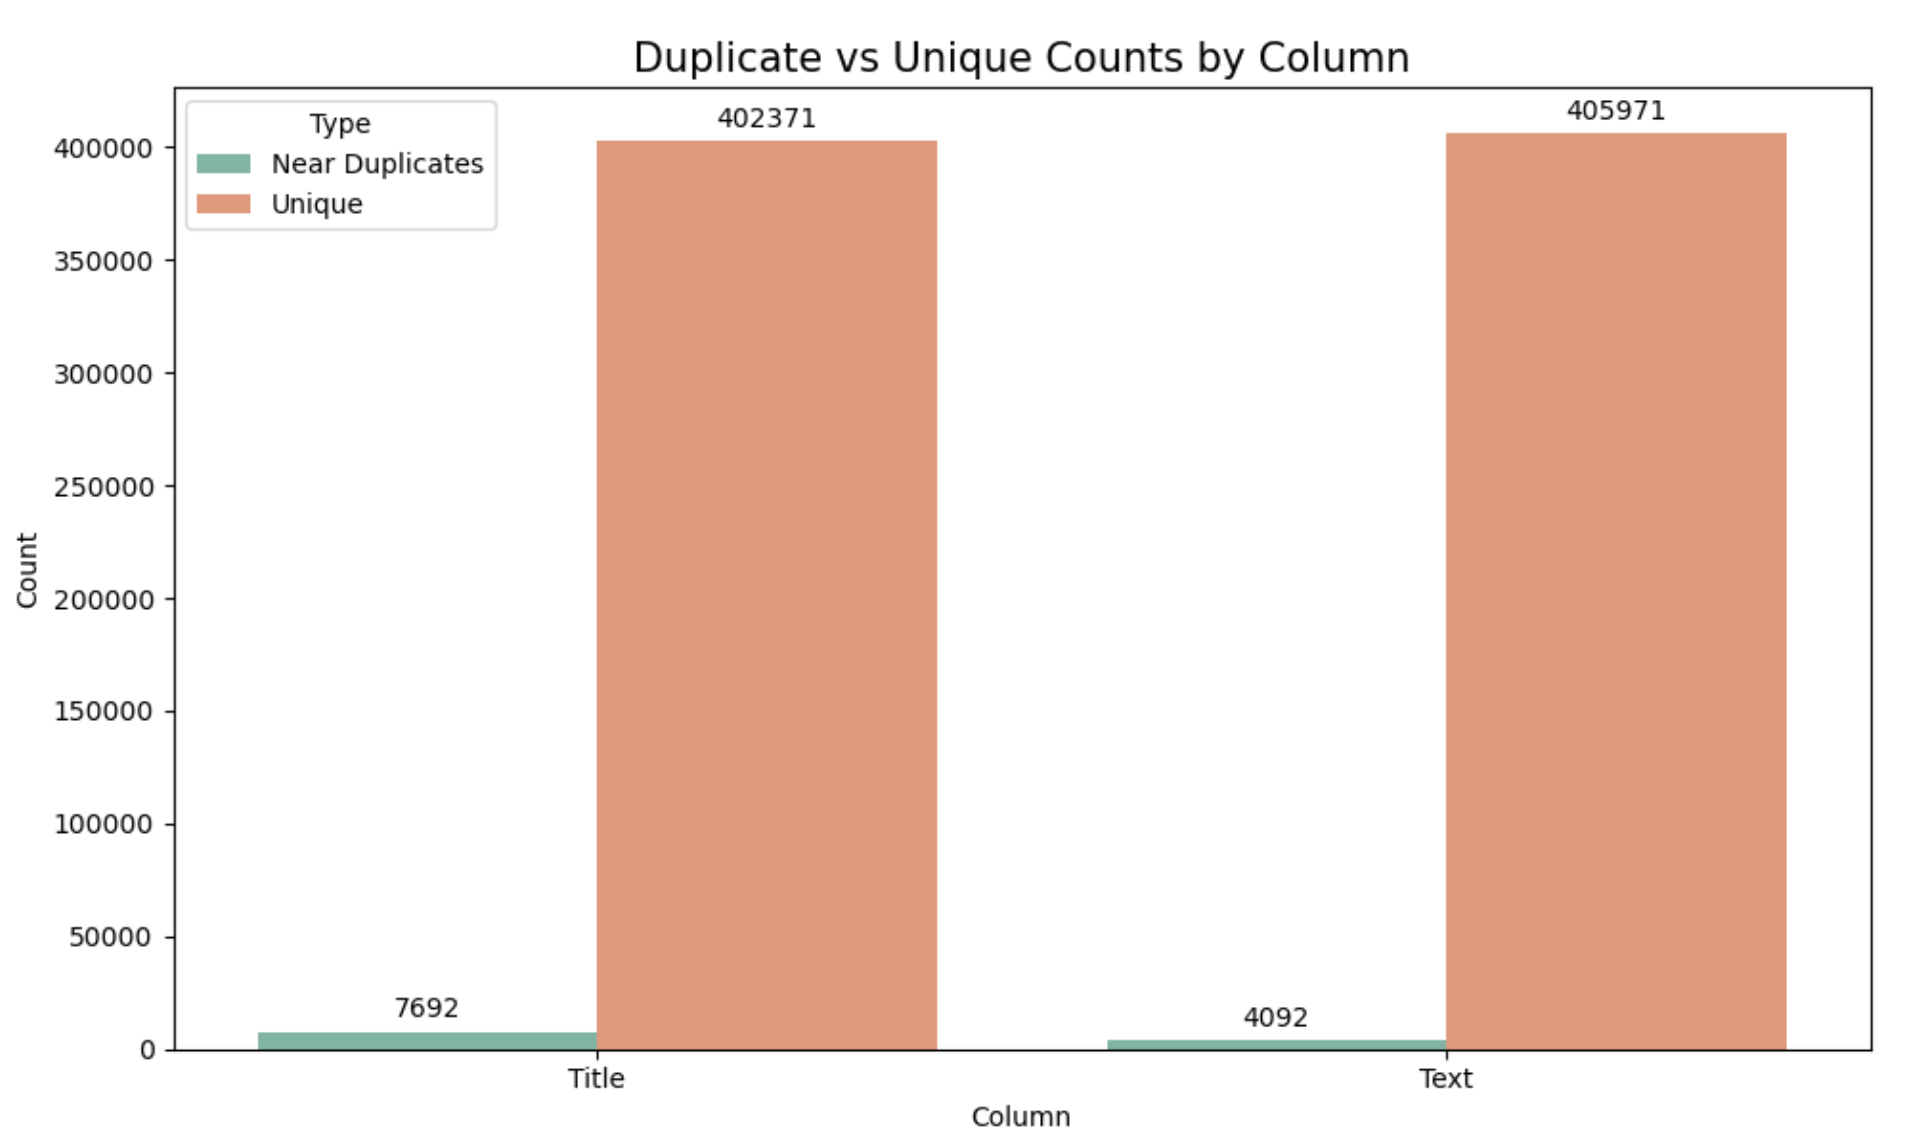 Duplicate vs Unique Counts by Column
Type
Near Duplicates
Unique
402371
405971
7692
4092
400000
350000
300000
250000
200000
150000
100000
50000
0
Count
Title
Text
Column